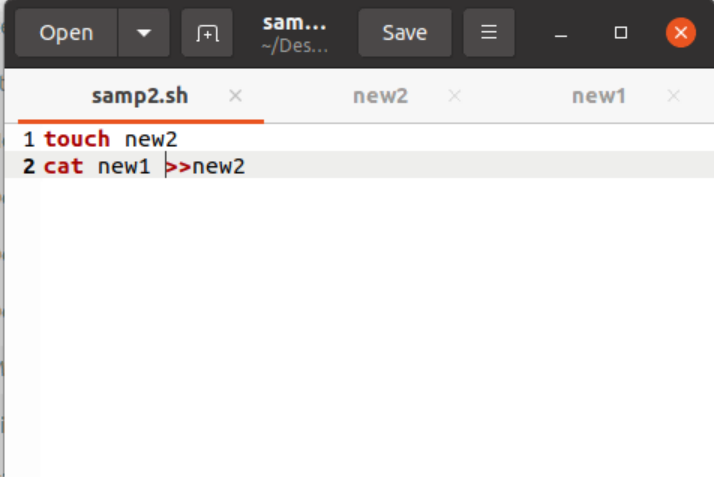 Open
sam...
~/Des...
Save
samp2.sh
new2
new1
1 touch new2
2 cat new1 >>new2